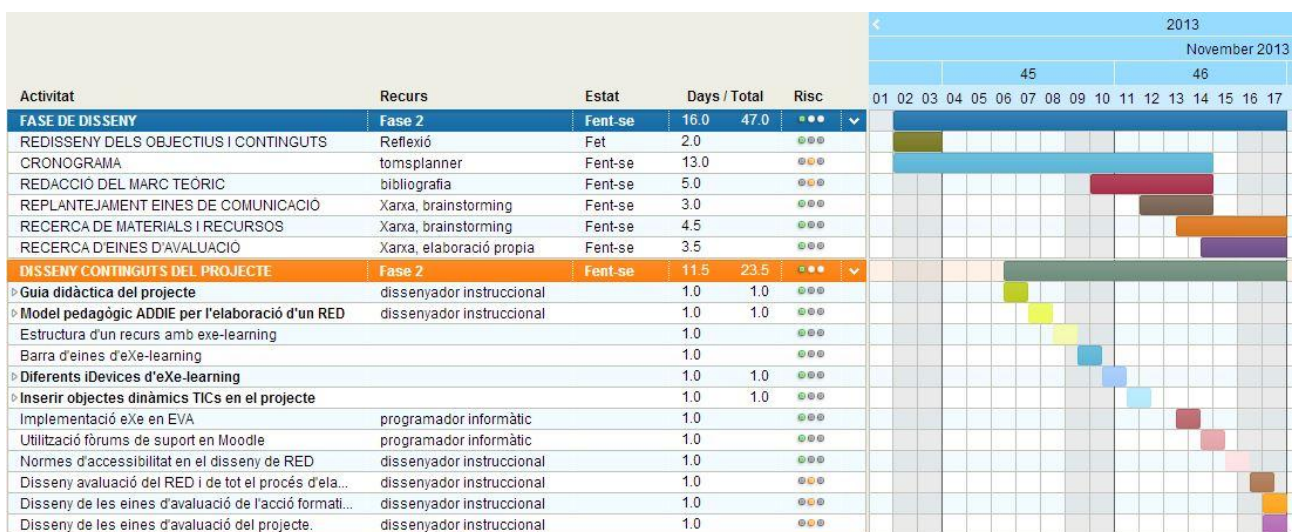 2013
November 2013
45 46
Activitat Recurs Estat Days / Total Risc 01 02 03 04 05 06 07 08 09 10 11 12 13 14 15 16 17
FASE DE DISSENY Fase 2 Fent-se 16.0 47.0
REDISSENY DELS OBJECTIUS I CONTINGUTS Reflexió Fet 2.0
CRONOGRAMA tomsplanner Fent-se 13.0
REDACCIÓ DEL MARC TEÓRIC bibliografia Fent-se 5.0
REPLANTEJAMENT EINES DE COMUNICACIÓ Xarxa, brainstorming Fent-se 3.0
RECERCA DE MATERIALS I RECURSOS Xarxa, brainstorming Fent-se 4.5
RECERCA D'EINES D'AVALUACIÓ Xarxa, elaboració propia Fent-se 3.5
DISSENY CONTINGUTS DEL PROJECTE Fase 2 Fent-se 11.5 23.5
Guia didàctica del projecte dissenyador instruccional 1.0 1.0
Model pedagògic ADDIE per l'elaboració d'un RED dissenyador instruccional 1.0 1.0
Estructura d'un recurs amb exe-learning 1.0
Barra d'eines d'eXe-learning 1.0
Diferents iDevices d'eXe-learning 1.0 1.0
Inserir objectes dinàmics TICs en el projecte 1.0 1.0
Implementació eXe en EVA programador informàtic 1.0
Utilització fòrums de suport en Moodle programador informàtic 1.0
Normes d'accessibilitat en el disseny de RED dissenyador instruccional 1.0
Disseny avaluació del RED i de tot el procés d'ela... dissenyador instruccional 1.0
Disseny de les eines d'avaluació de l'acció formati... dissenyador instruccional 1.0
Disseny de les eines d'avaluació del projecte. dissenyador instruccional 1.0